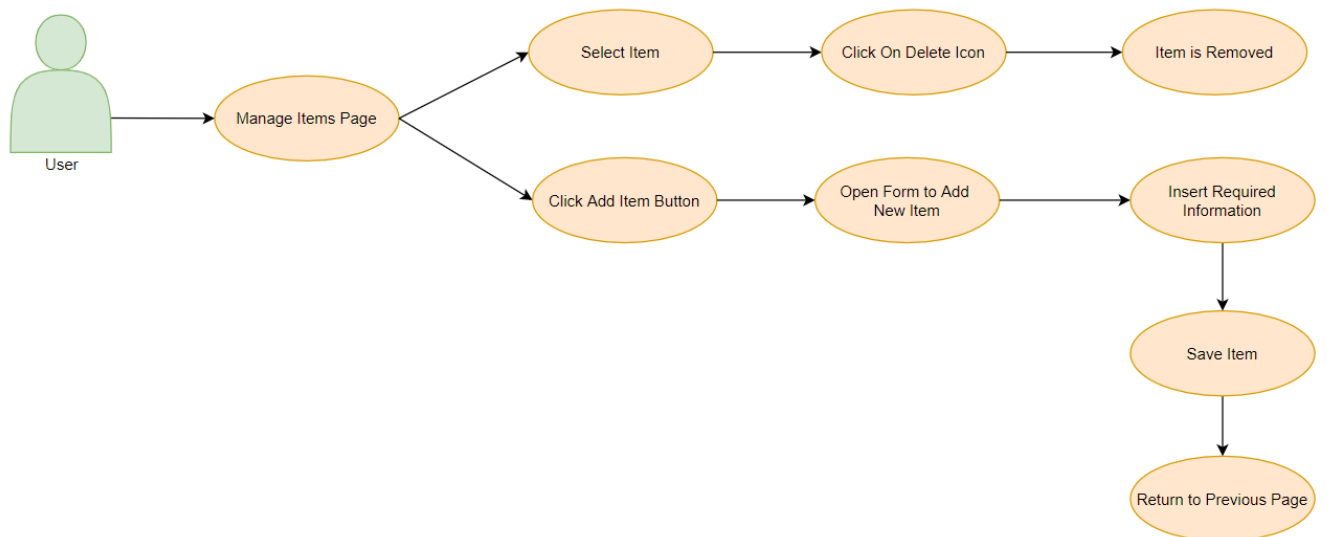 Select Item
Click On Delete Icon
Item is Removed
Manage Items Page
User
Click Add Item Button
Open Form to Add
New Item
Insert Required
Information
Save Item
Return to Previous Page